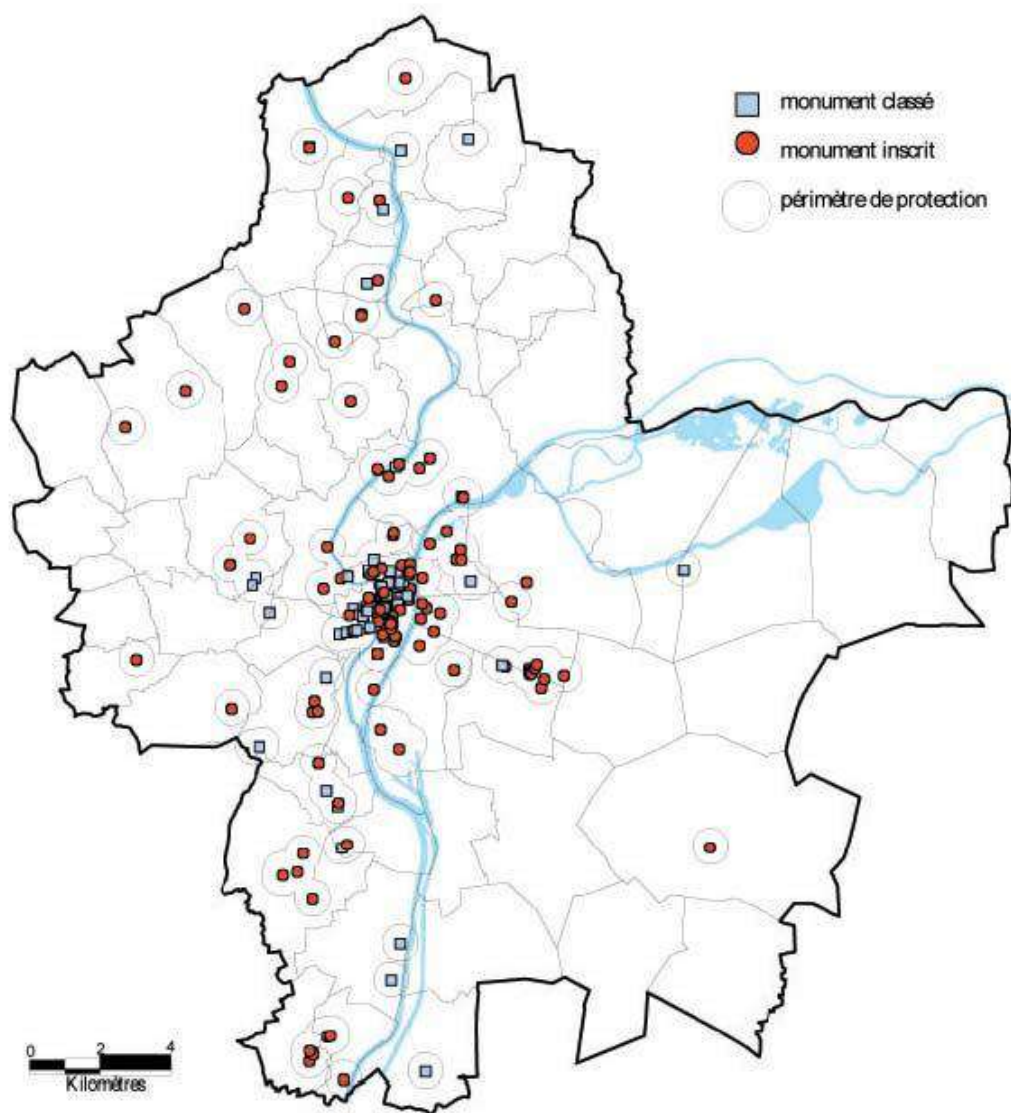 monument classé
monument inscrit
périmètre de protection
0 2 4
Kilomètres